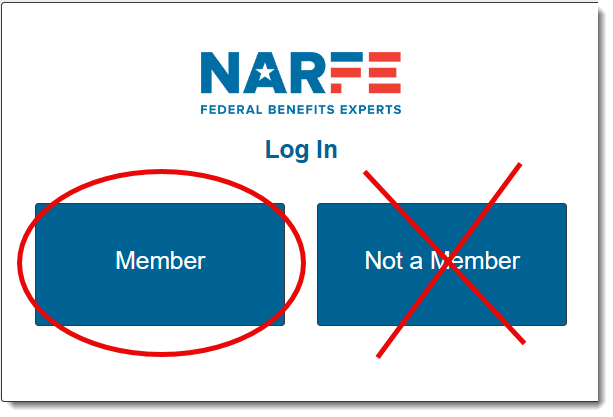 NARFE
FEDERAL BENEFITS EXPERTS
Log In
Member
Not a Member